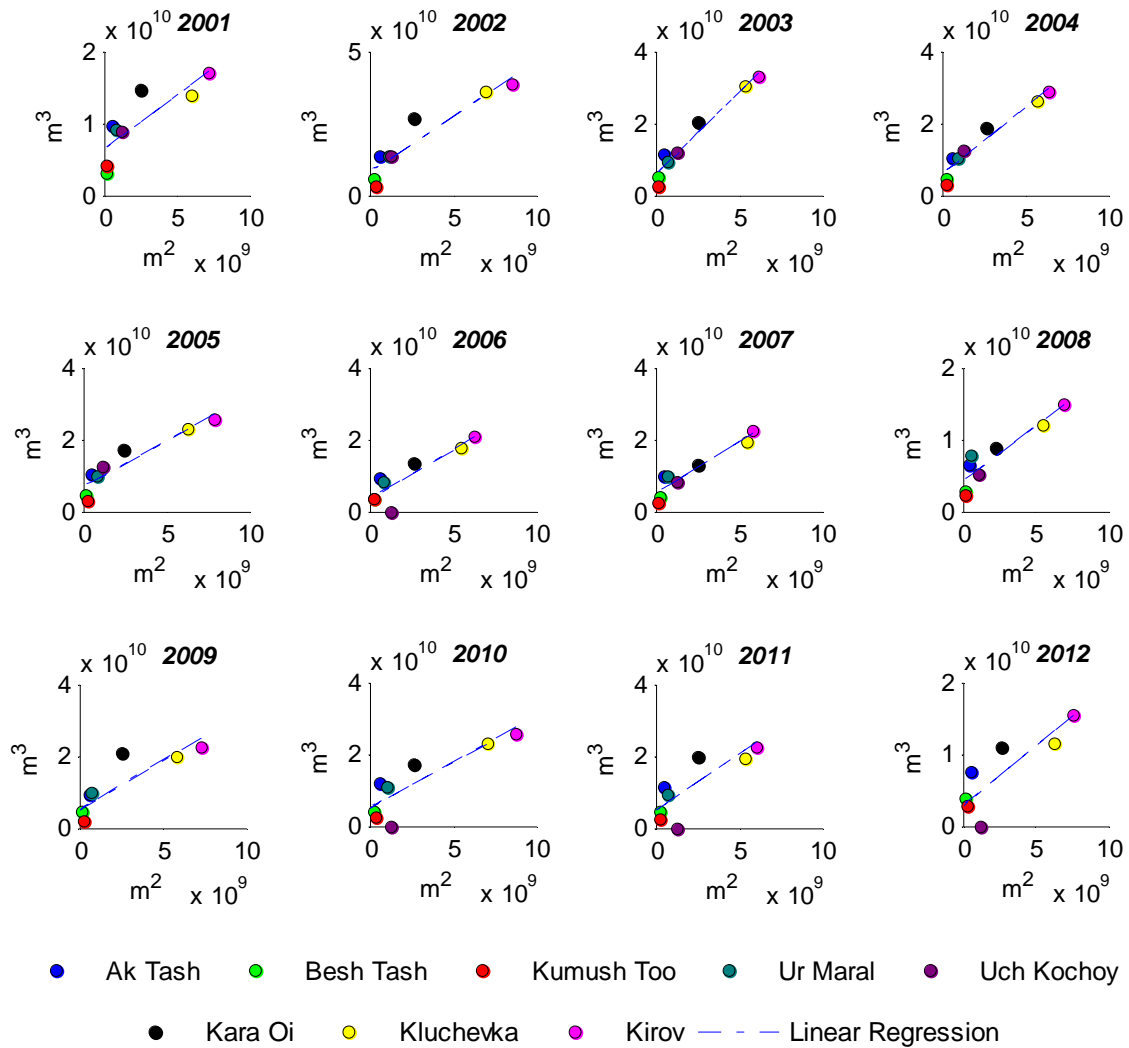 x 10^10 2001
x 10^10 2002
x 10^10 2003
x 10^10 2004
2
1
0
m^3
0 5 10
m^2 x 10^9
5
0
m^3
0 5 10
m^2 x 10^9
4
2
0
m^3
0 5 10
m^2 x 10^9
4
2
0
m^3
0 5 10
m^2 x 10^9
x 10^10 2005
x 10^10 2006
x 10^10 2007
x 10^10 2008
4
2
0
m^3
0 5 10
m^2 x 10^9
4
2
0
m^3
0 5 10
m^2 x 10^9
4
2
0
m^3
0 5 10
m^2 x 10^9
2
1
0
m^3
0 5 10
m^2 x 10^9
x 10^10 2009
x 10^10 2010
x 10^10 2011
x 10^10 2012
4
2
0
m^3
0 5 10
m^2 x 10^9
4
2
0
m^3
0 5 10
m^2 x 10^9
4
2
0
m^3
0 5 10
m^2 x 10^9
2
1
0
m^3
0 5 10
m^2 x 10^9
Ak Tash Besh Tash Kumush Too Ur Maral Uch Kochoy
Kara Oi Kluchevka Kirov Linear Regression